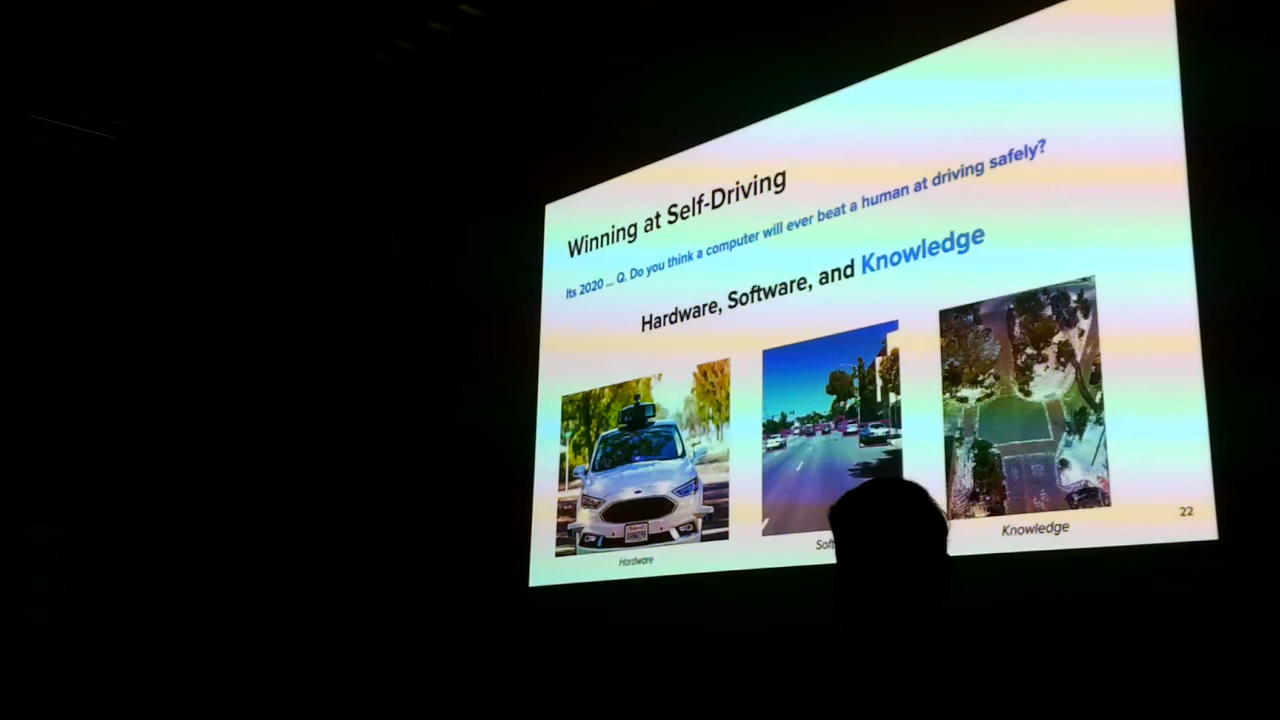 Winning at Self-Driving
Its 2020 ... Q. Do you think a computer will ever beat a human at driving safely?
Hardware, Software, and Knowledge
Hardware
Knowledge
22